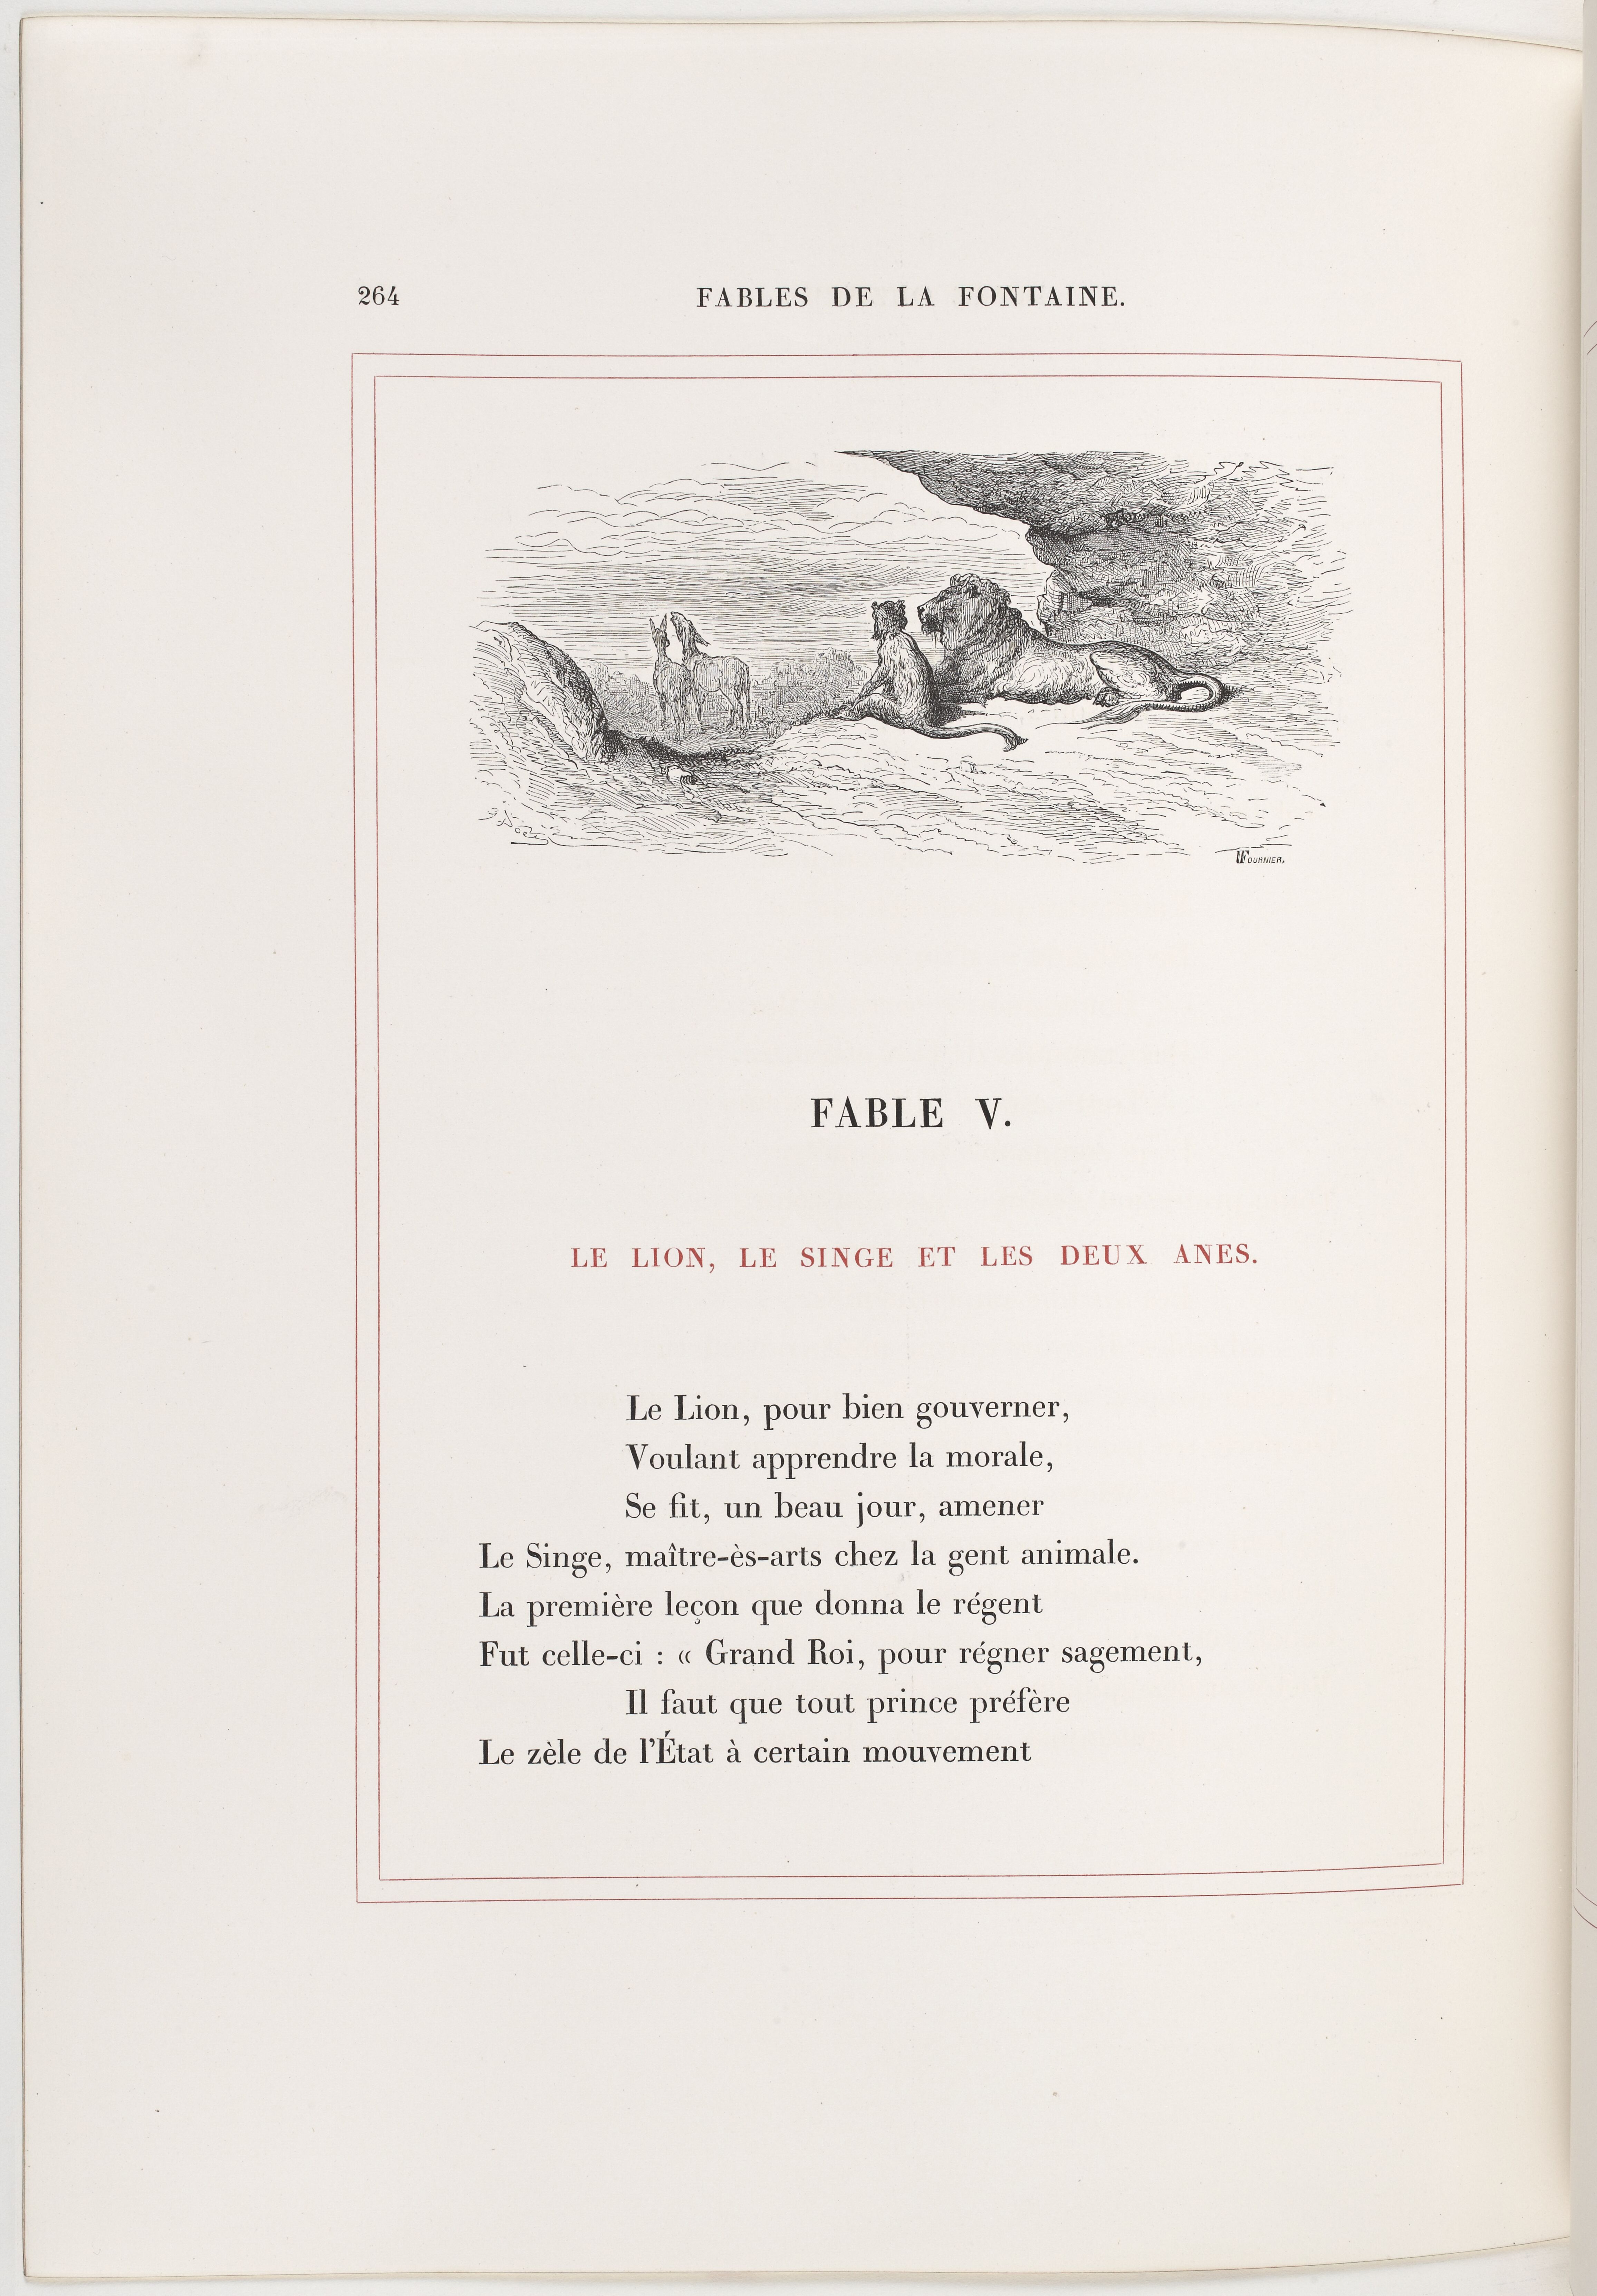 264
FABLES DE LA FONTAINE.
G Doré
FOURNIER.
FABLE V.
LE LION, LE SINGE ET LES DEUX ANES.
Le Lion, pour bien gouverner,
Voulant apprendre la morale,
Se fit, un beau jour, amener
Le Singe, maître-ès-arts chez la gent animale.
La première leçon que donna le régent
Fut celle-ci : « Grand Roi, pour régner sagement,
Il faut que tout prince préfère
Le zèle de l'État à certain mouvement